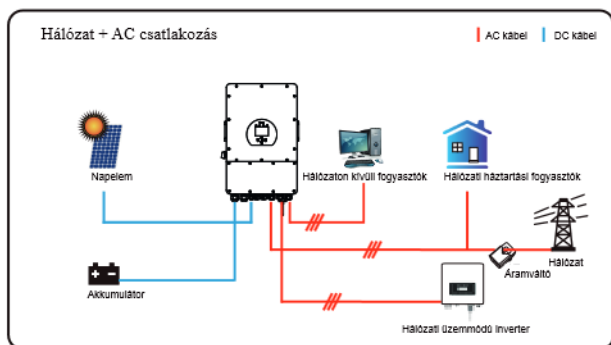 Hálózat + AC csatlakozás
AC kábel
DC kábel
Napelem
Hálózaton kívüli fogyasztók
Hálózati háztartási fogyasztók
Hálózat
Áramváltó
Akkumulátor
Hálózati üzemmódú inverter